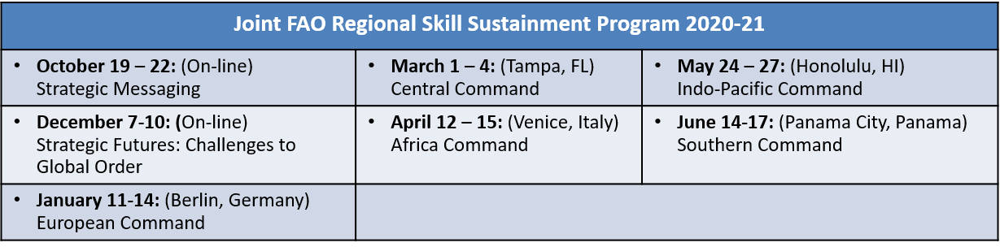 Joint FAO Regional Skill Sustainment Program 2020-21
• October 19 – 22: (On-line)
Strategic Messaging
• March 1 – 4: (Tampa, FL)
Central Command
• May 24 – 27: (Honolulu, HI)
Indo-Pacific Command
• December 7-10: (On-line)
Strategic Futures: Challenges to
Global Order
• April 12 – 15: (Venice, Italy)
Africa Command
• June 14-17: (Panama City, Panama)
Southern Command
• January 11-14: (Berlin, Germany)
European Command